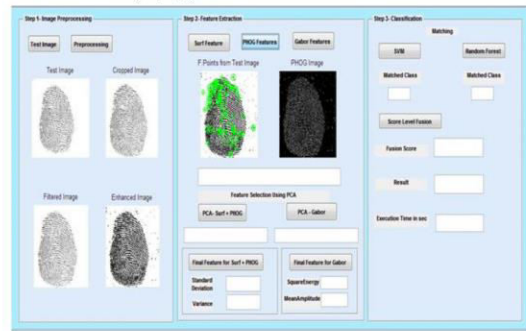 Step 1- Image Preprocessing
Test Image
Preprocessing
Test Image
Cropped Image
Filtered Image
Enhanced Image
Step 2- Feature Extraction
Surf Feature
PHOG Features
Gabor Features
F Points from Test Image
PHOG Image
Feature Selection Using PCA
PCA- Surf + PHOG
PCA - Gabor
Final Feature for Surf + PHOG
Standard
Deviation
Variance
Final Feature for Gabor
SquareEnergy
MeanAmplitude
Step 3- Classification
Matching
SVM
Random Forest
Matched Class
Matched Class
Score Level Fusion
Fusion Score
Result
Execution Time in sec